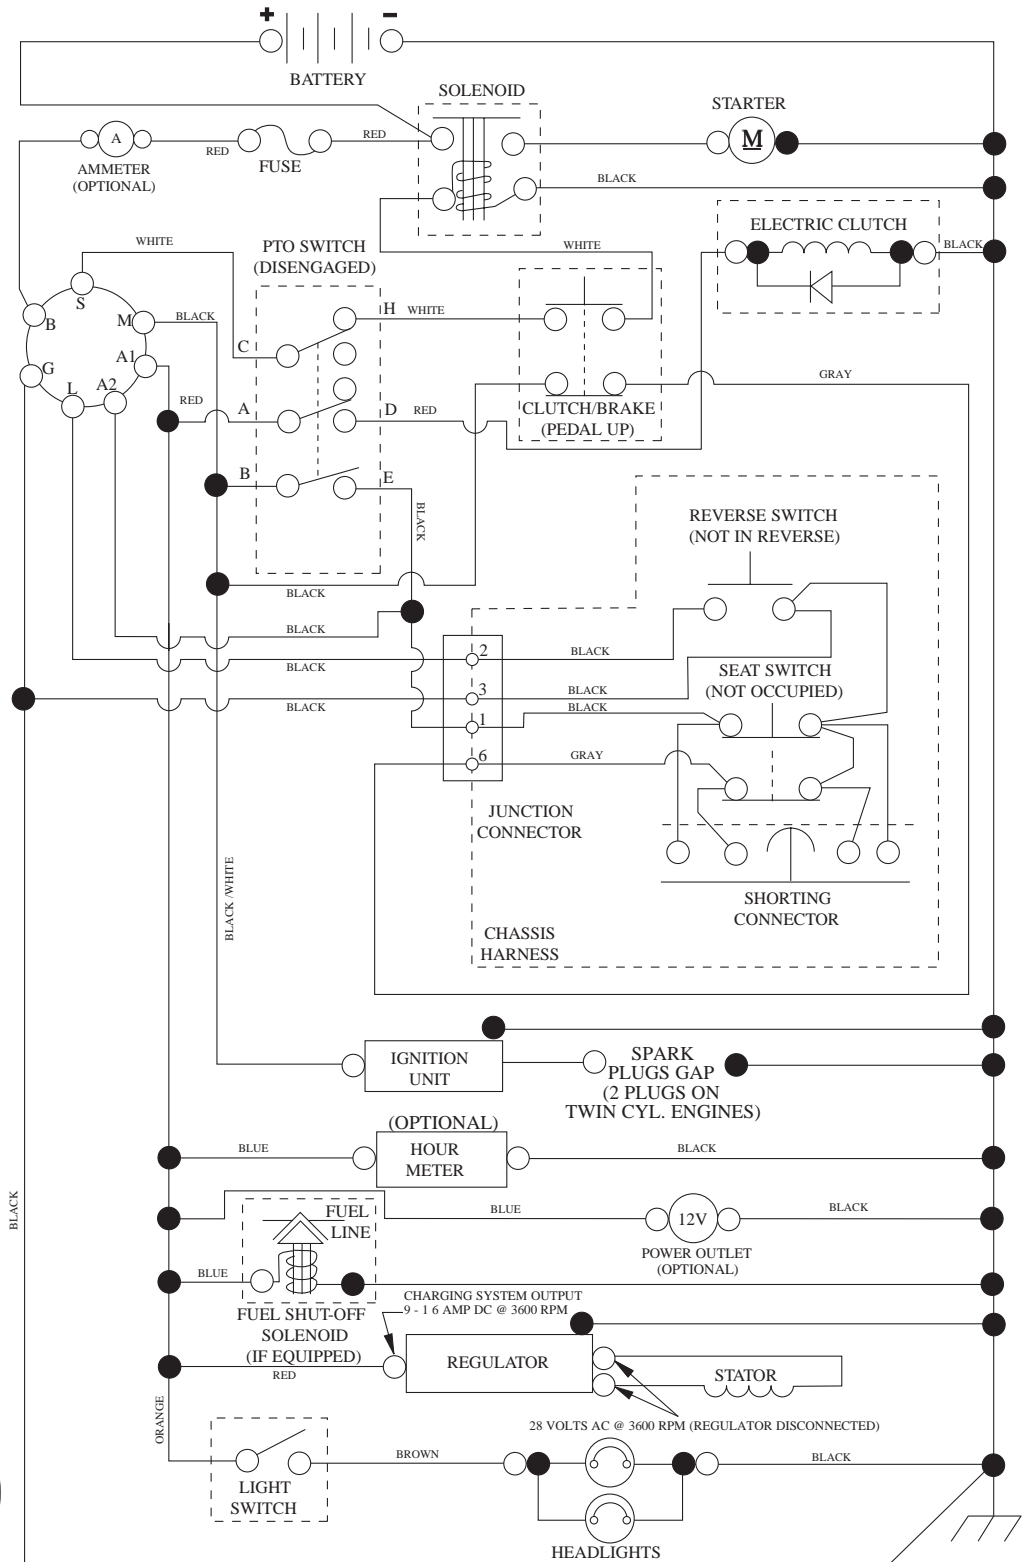 + −
BATTERY
SOLENOID
STARTER
M
A
RED
FUSE
RED
AMMETER
(OPTIONAL)
BLACK
ELECTRIC CLUTCH
BLACK
WHITE
PTO SWITCH
(DISENGAGED)
WHITE
S
B
M
BLACK
H
WHITE
C
G
A1
L
A2
RED
A
D
RED
GRAY
CLUTCH/BRAKE
(PEDAL UP)
B
E
BLACK
REVERSE SWITCH
(NOT IN REVERSE)
BLACK
BLACK
2
BLACK
BLACK
SEAT SWITCH
(NOT OCCUPIED)
3
BLACK
BLACK
BLACK
1
6
GRAY
JUNCTION
CONNECTOR
BLACK /WHITE
SHORTING
CONNECTOR
CHASSIS
HARNESS
IGNITION
UNIT
SPARK
PLUGS GAP
(2 PLUGS ON
TWIN CYL. ENGINES)
(OPTIONAL)
HOUR
METER
BLUE
BLACK
BLACK
FUEL
LINE
BLUE
12V
BLACK
POWER OUTLET
(OPTIONAL)
BLUE
CHARGING SYSTEM OUTPUT
9 - 1 6 AMP DC @ 3600 RPM
FUEL SHUT-OFF
SOLENOID
(IF EQUIPPED)
RED
REGULATOR
STATOR
ORANGE
28 VOLTS AC @ 3600 RPM (REGULATOR DISCONNECTED)
BROWN
BLACK
LIGHT
SWITCH
HEADLIGHTS